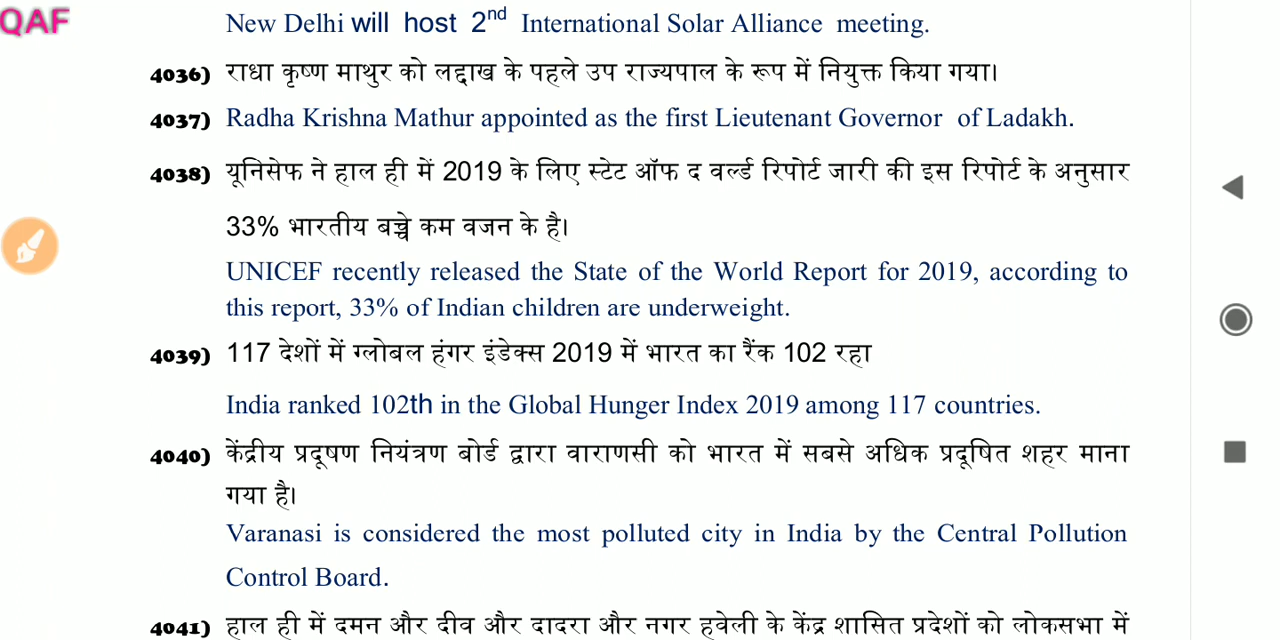 QAF
New Delhi will host 2nd International Solar Alliance meeting.
4036) राधा कृष्ण माथुर को लद्दाख के पहले उप राज्यपाल के रूप में नियुक्त किया गया।
4037) Radha Krishna Mathur appointed as the first Lieutenant Governor of Ladakh.
4038) यूनिसेफ ने हाल ही में 2019 के लिए स्टेट ऑफ द वर्ल्ड रिपोर्ट जारी की इस रिपोर्ट के अनुसार
33% भारतीय बच्चे कम वजन के है।
UNICEF recently released the State of the World Report for 2019, according to
this report, 33% of Indian children are underweight.
4039) 117 देशों में ग्लोबल हंगर इंडेक्स 2019 में भारत का रैंक 102 रहा
India ranked 102th in the Global Hunger Index 2019 among 117 countries.
4040) केंद्रीय प्रदूषण नियंत्रण बोर्ड द्वारा वाराणसी को भारत में सबसे अधिक प्रदूषित शहर माना
गया है।
Varanasi is considered the most polluted city in India by the Central Pollution
Control Board.
4041) हाल ही में दमन और दीव और दादरा और नगर हवेली के केंद्र शासित प्रदेशों को लोकसभा में